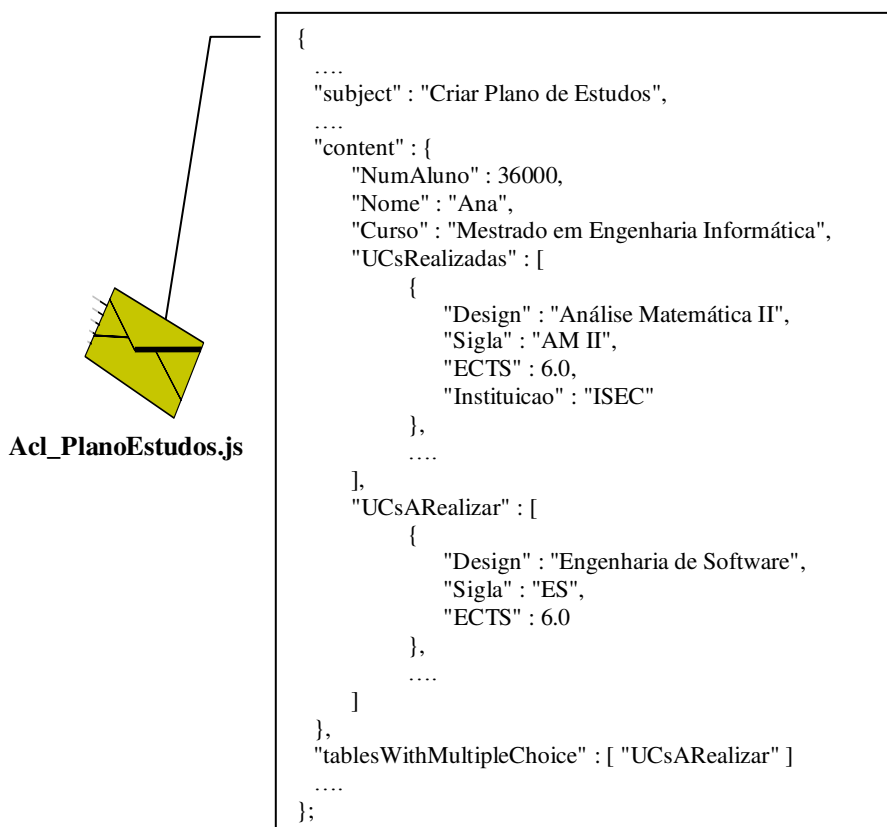 {
….
"subject" : "Criar Plano de Estudos",
….
"content" : {
"NumAluno" : 36000,
"Nome" : "Ana",
"Curso" : "Mestrado em Engenharia Informática",
"UCsRealizadas" : [
{
"Design" : "Análise Matemática II",
"Sigla" : "AM II",
"ECTS" : 6.0,
"Instituicao" : "ISEC"
},
….
],
"UCsARealizar" : [
{
"Design" : "Engenharia de Software",
"Sigla" : "ES",
"ECTS" : 6.0
},
….
]
},
"tablesWithMultipleChoice" : [ "UCsARealizar" ]
….
};
Acl_PlanoEstudos.js